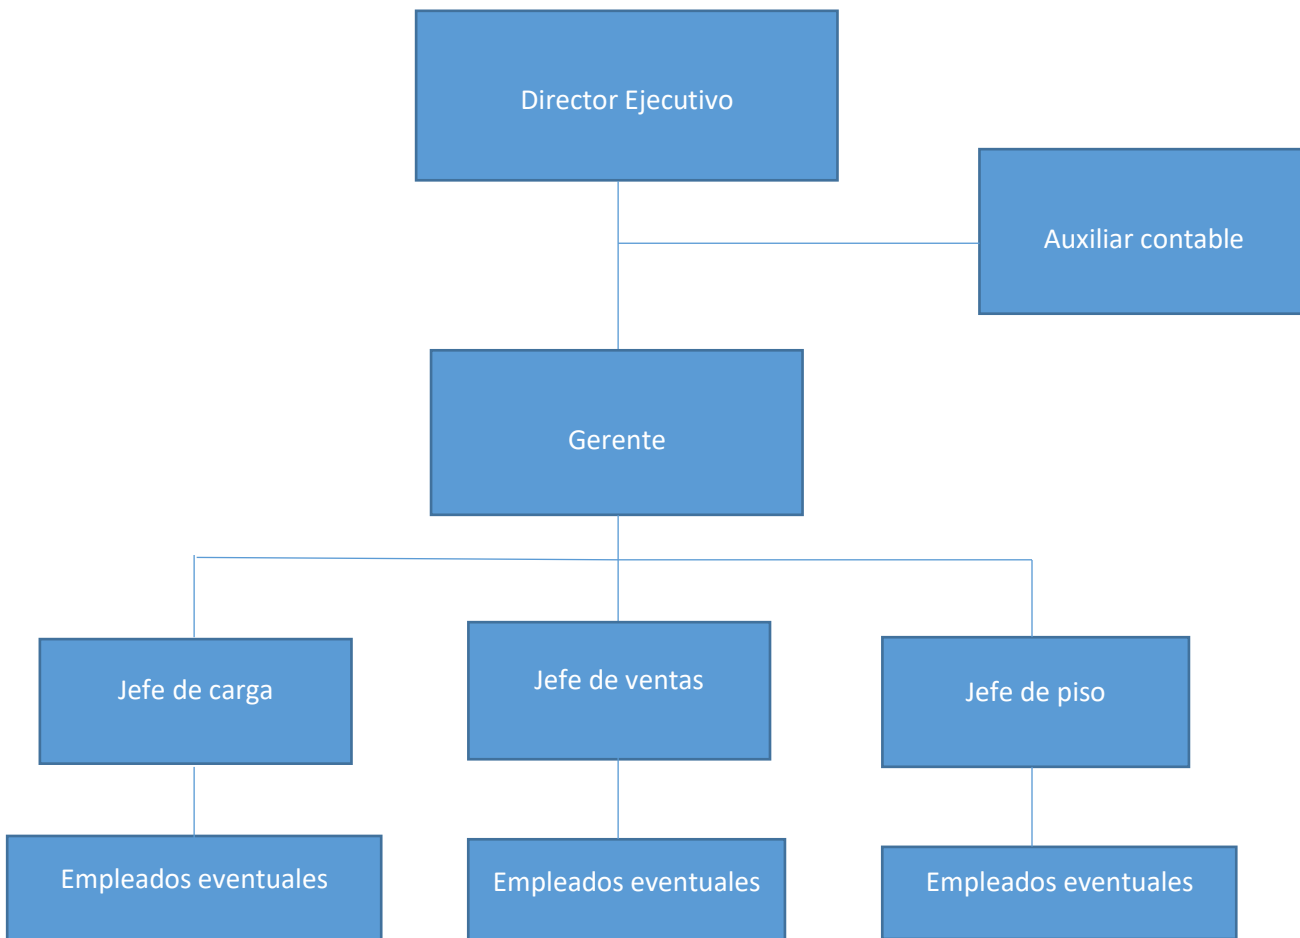 Director Ejecutivo
Auxiliar contable
Gerente
Jefe de carga
Jefe de ventas
Jefe de piso
Empleados eventuales
Empleados eventuales
Empleados eventuales